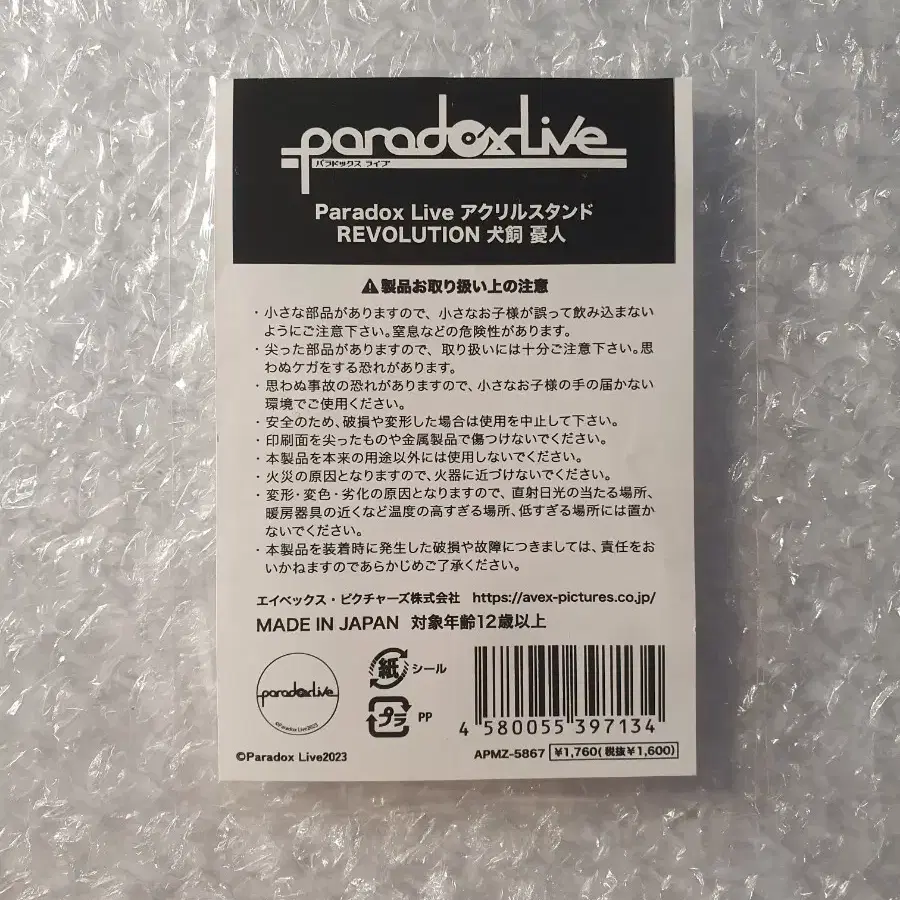 paradoxLive
パラドックス ライブ
Paradox Live アクリルスタンド
REVOLUTION 犬飼 憂人
製品お取り扱い上の注意
・小さな部品がありますので、小さなお子様が誤って飲み込まない
ようにご注意下さい。窒息などの危険性があります。
・尖った部品がありますので、取り扱いには十分ご注意下さい。思
わぬケガをする恐れがあります。
・思わぬ事故の恐れがありますので、小さなお子様の手の届かない
環境でご使用ください。
・安全のため、破損や変形した場合は使用を中止して下さい。
・印刷面を尖ったものや金属製品で傷つけないでください。
・本製品を本来の用途以外には使用しないでください。
・火災の原因となりますので、火器に近づけないでください。
・変形・変色・劣化の原因となりますので、直射日光の当たる場所、
暖房器具の近くなど温度の高すぎる場所、低すぎる場所には置か
ないでください。
・本製品を装着時に発生した破損や故障につきましては、責任をお
いかねますのであらかじめご了承ください。
エイベックス・ピクチャーズ株式会社 https://avex-pictures.co.jp/
MADE IN JAPAN 対象年齢12歳以上
paradoxlive
©Paradox Live2023
紙 シール
プラ PP
4 580055 397134
©Paradox Live2023
APMZ-5867 ¥1,760(税抜¥1,600)